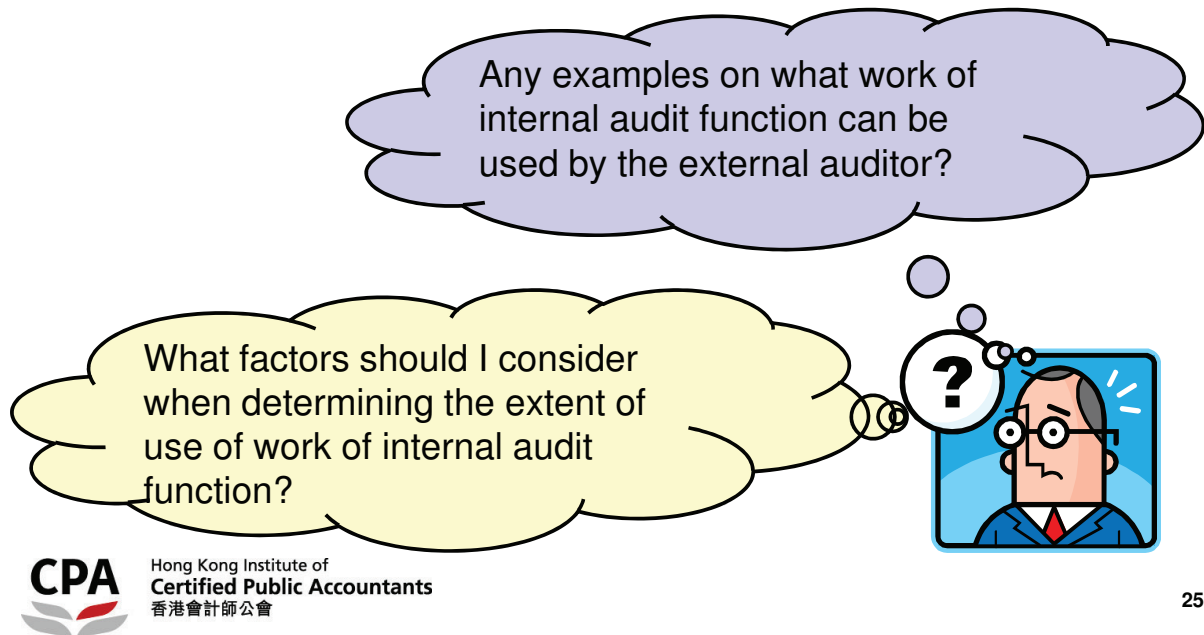 Any examples on what work of
internal audit function can be
used by the external auditor?
What factors should I consider
when determining the extent of
use of work of internal audit
function?
?
CPA
Hong Kong Institute of
Certified Public Accountants
香港會計師公會
25